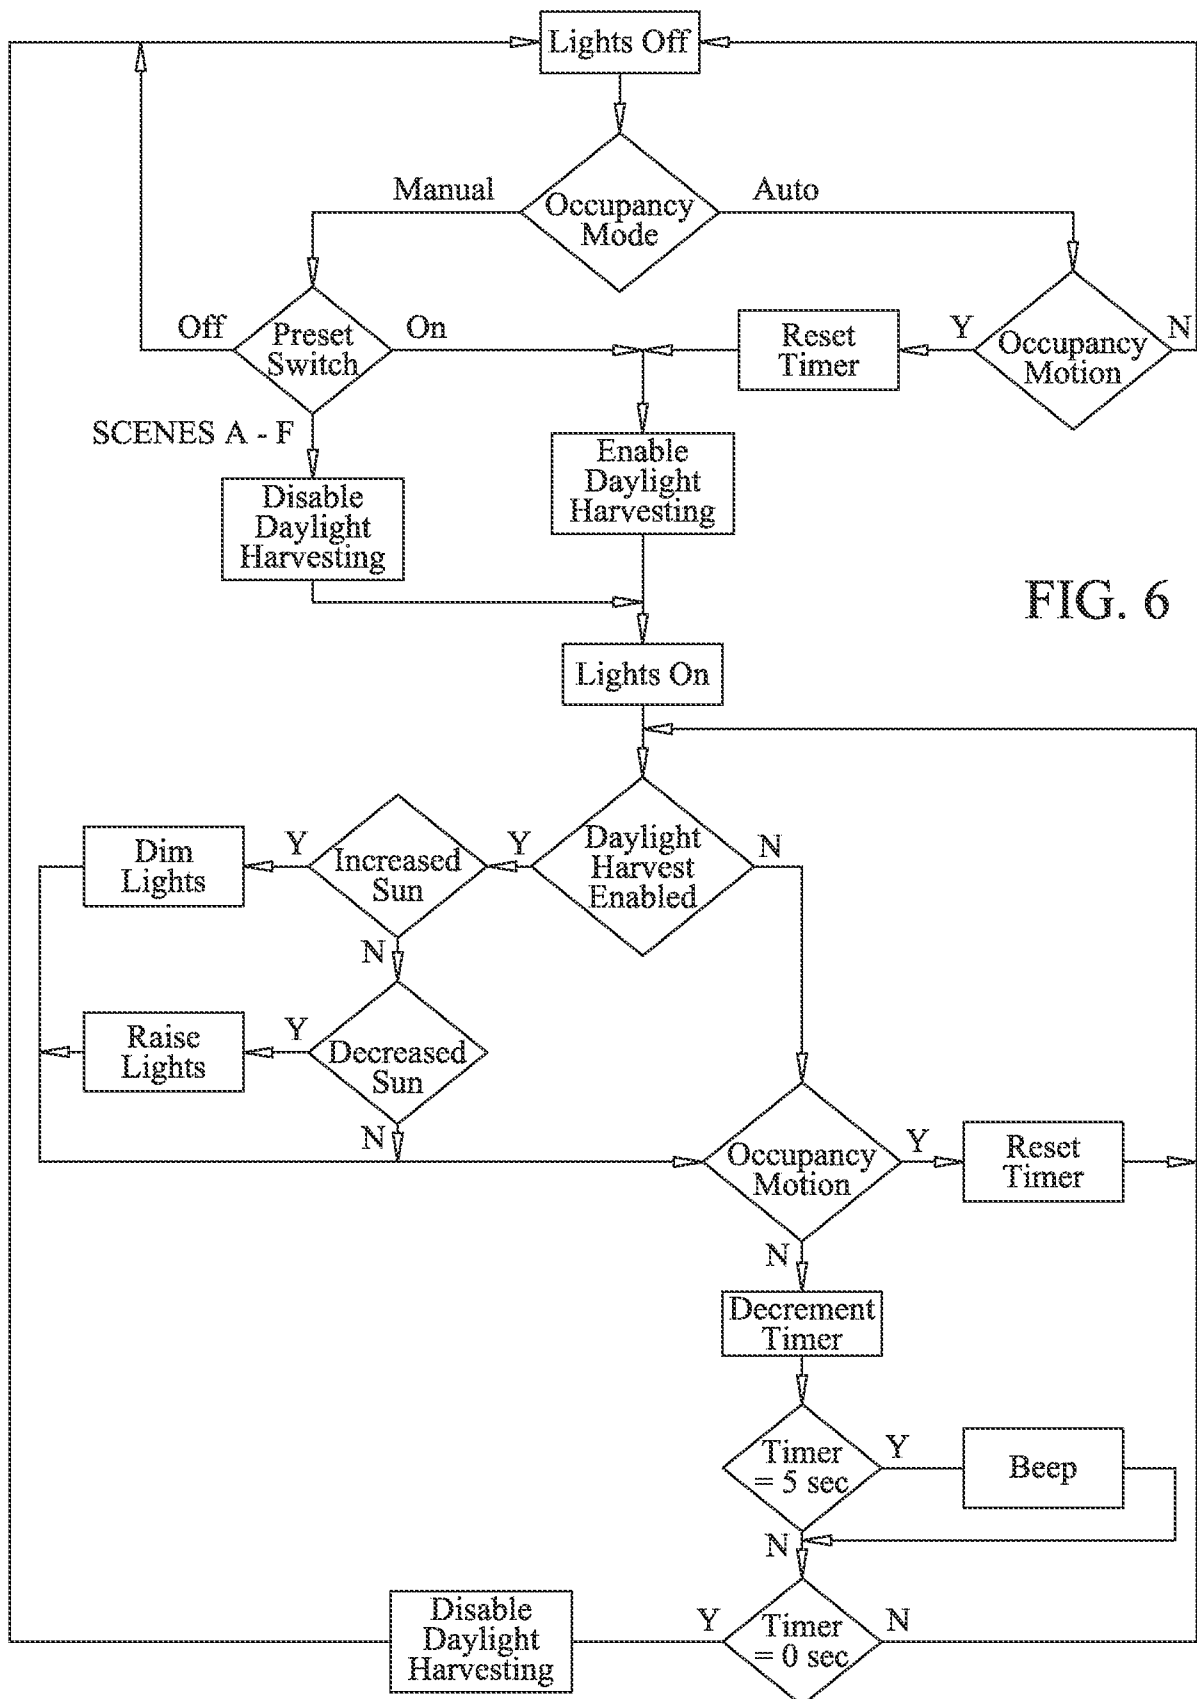 Lights Off
Manual
Auto
Occupancy
Mode
Off
Preset
Switch
On
Reset
Timer
Y
Occupancy
Motion
N
SCENES A - F
Enable
Daylight
Harvesting
Disable
Daylight
Harvesting
FIG. 6
Lights On
Dim
Lights
Y
Increased
Sun
Y
Daylight
Harvest
Enabled
N
N
Raise
Lights
Y
Decreased
Sun
N
Occupancy
Motion
Y
Reset
Timer
N
Decrement
Timer
Timer
= 5 sec
Y
Beep
N
Disable
Daylight
Harvesting
Y
Timer
= 0 sec
N